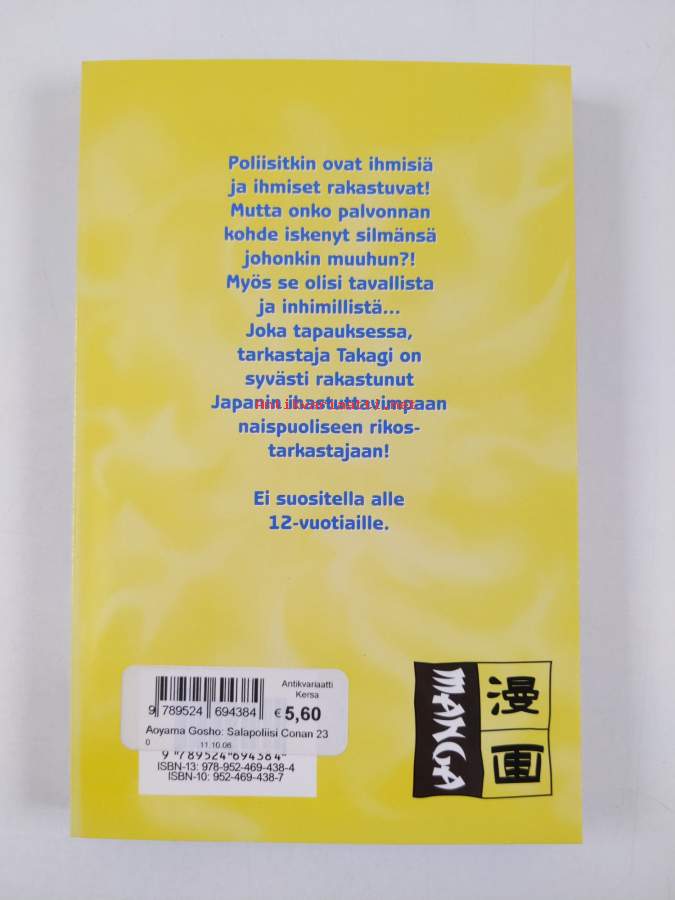 Poliisitkin ovat ihmisiä
ja ihmiset rakastuvat!
Mutta onko palvonnan
kohde iskenyt silmänsä
johonkin muuhun?!
Myös se olisi tavallista
ja inhimillistä...
Joka tapauksessa,
tarkastaja Takagi on
syvästi rakastunut
Japanin ihastuttavimpaan
naispuoliseen rikos-
tarkastajaan!
Ei suositella alle
12-vuotiaille.
Antikvariaatti
Kersa
9 789524 694384
€ 5,60
Aoyama Gosho: Salapoliisi Conan 23
0 11.10.06
9 789524 694384
ISBN-13: 978-952-469-438-4
ISBN-10: 952-469-438-7
MANGA
漫画